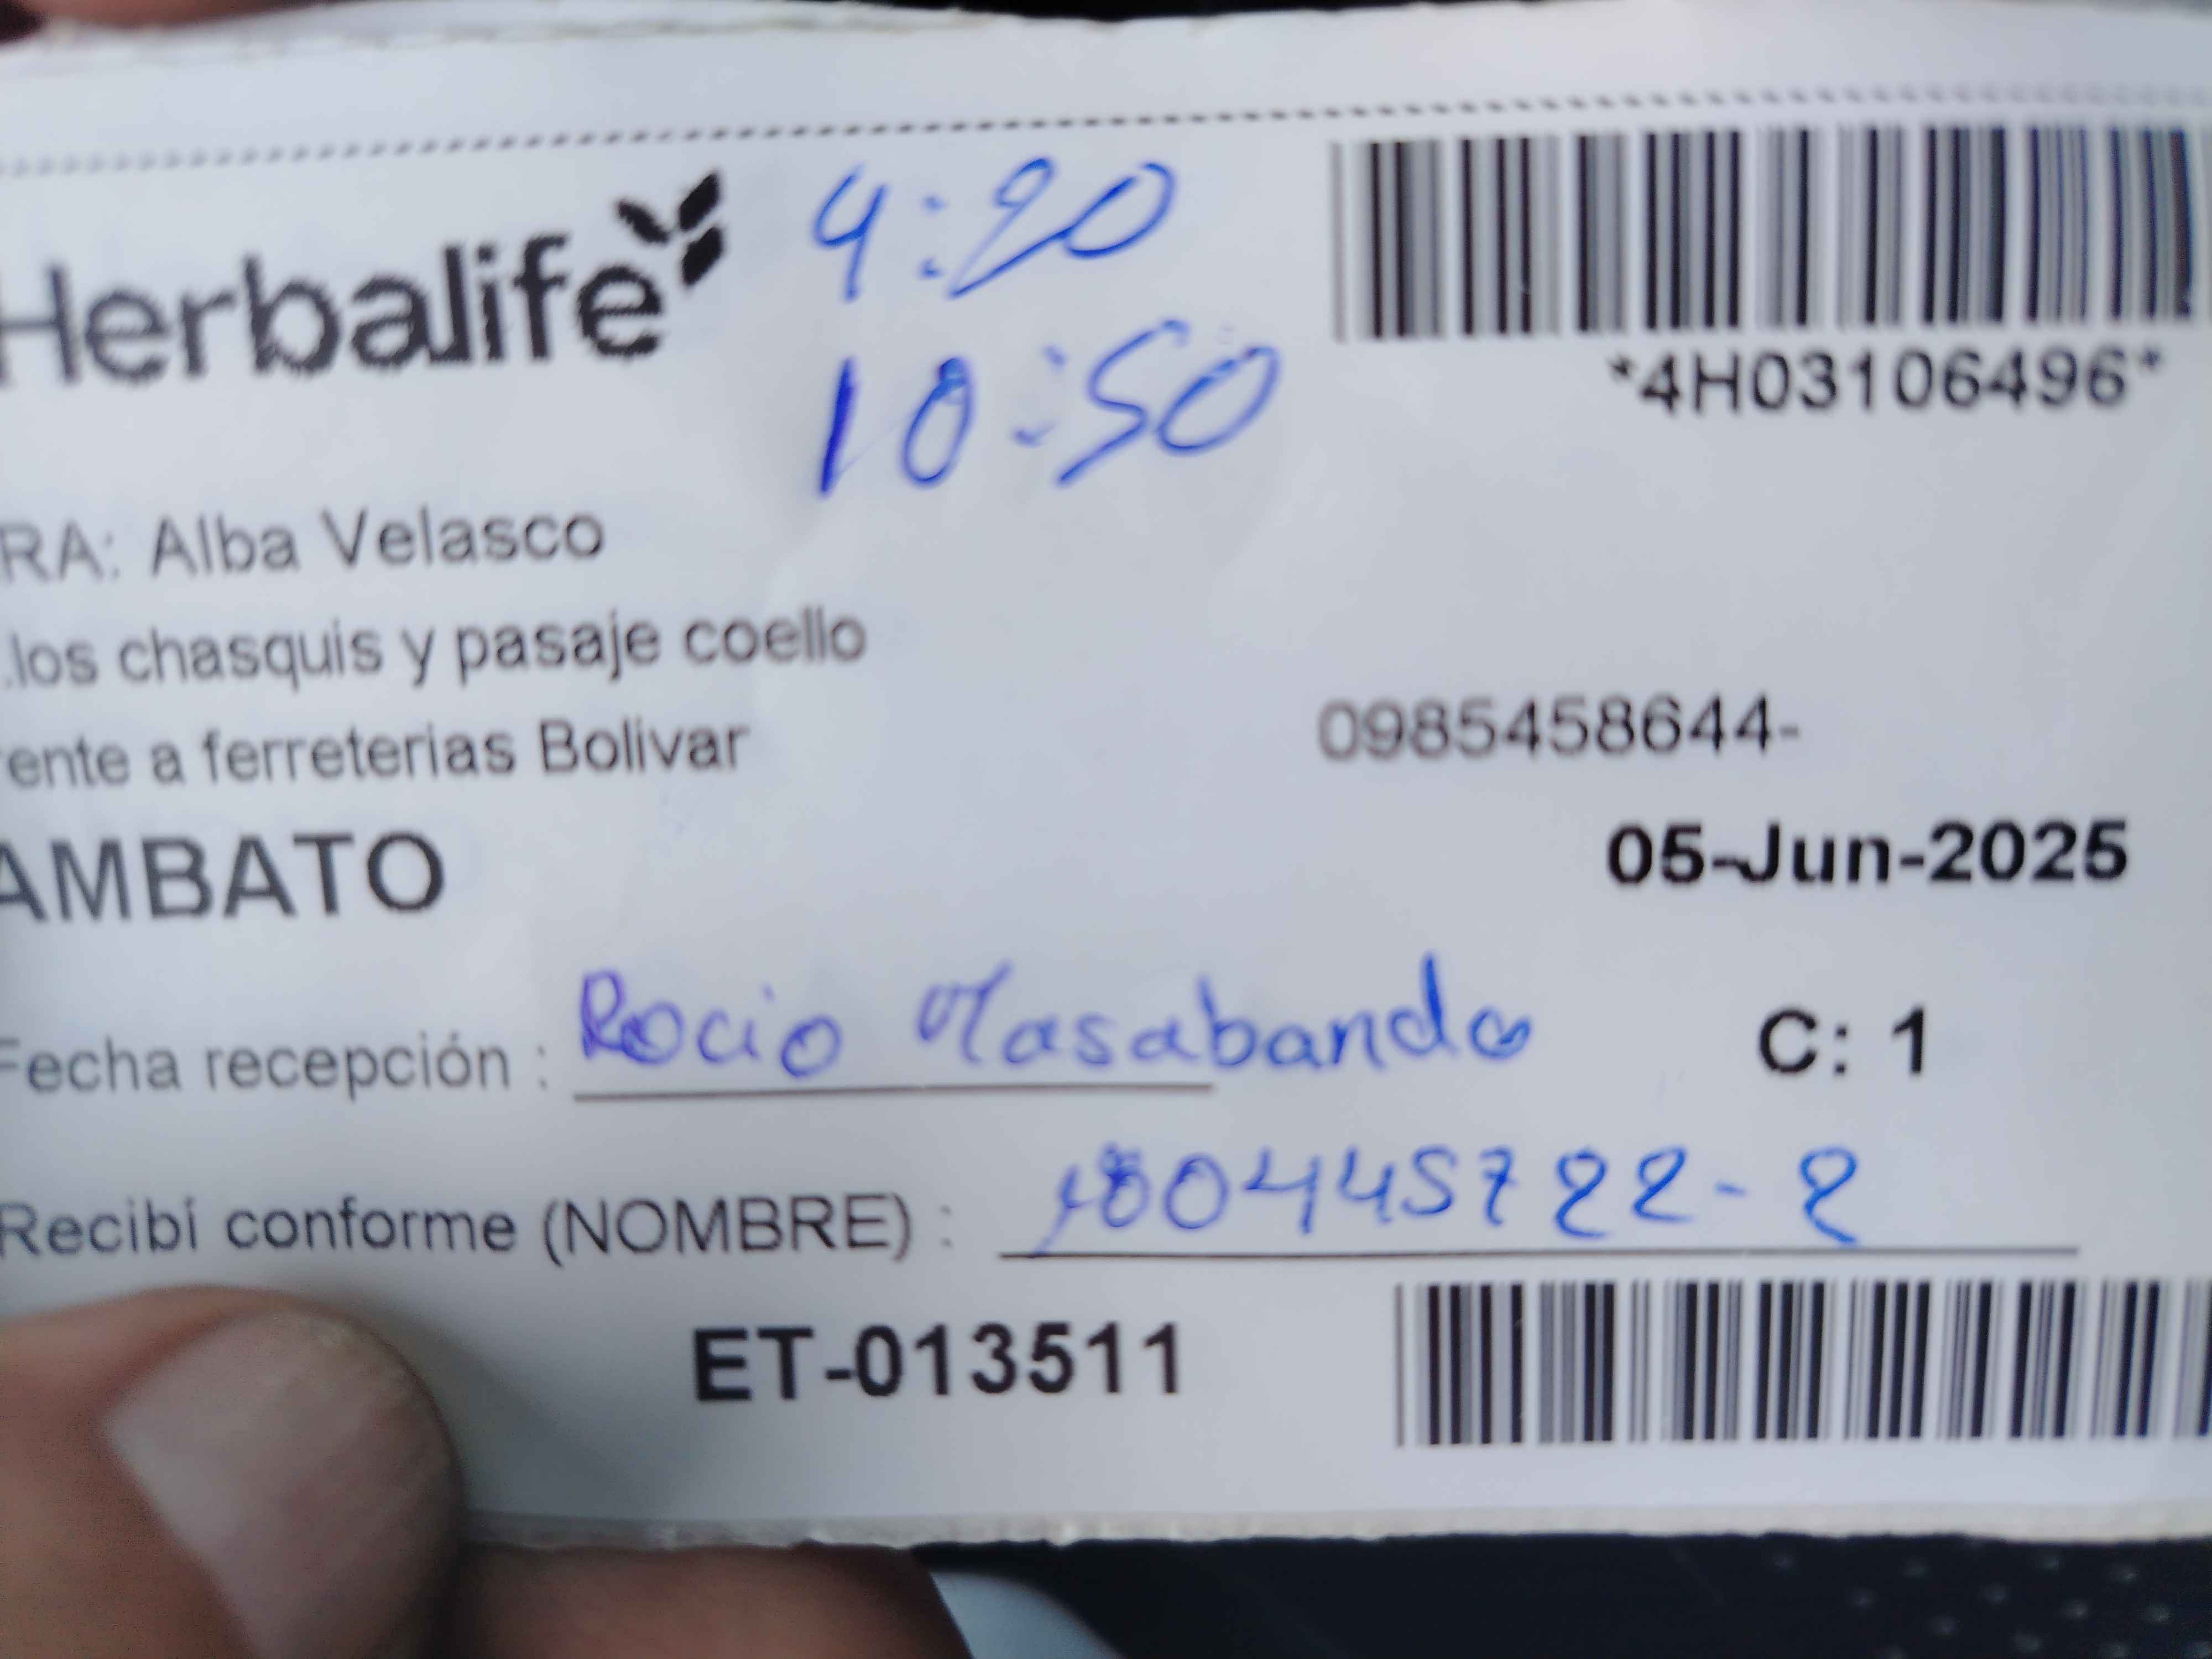 Herbalife
4:20
10:50
*4H03106496*
RA: Alba Velasco
.los chasquis y pasaje coello
ente a ferreterias Bolivar
0985458644-
AMBATO
05-Jun-2025
Fecha recepción : Rocio Masabanda
C: 1
Recibí conforme (NOMBRE) : 180445722-2
ET-013511